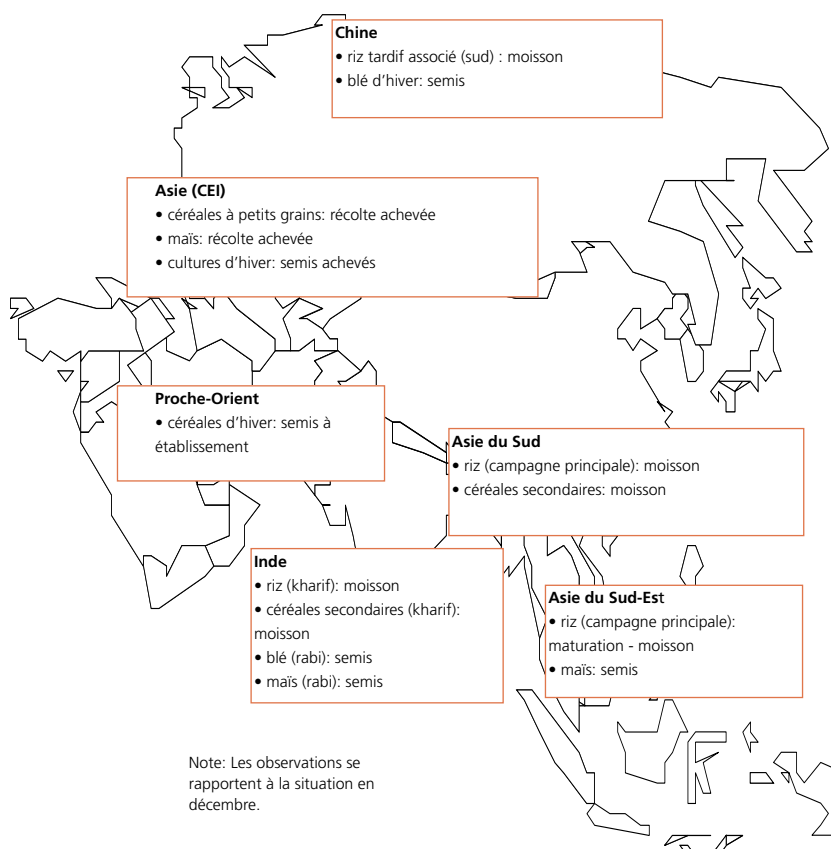 Chine
• riz tardif associé (sud) : moisson
• blé d'hiver: semis
Asie (CEI)
• céréales à petits grains: récolte achevée
• maïs: récolte achevée
• cultures d'hiver: semis achevés
Proche-Orient
• céréales d'hiver: semis à
établissement
Asie du Sud
• riz (campagne principale): moisson
• céréales secondaires: moisson
Inde
• riz (kharif): moisson
• céréales secondaires (kharif):
moisson
• blé (rabi): semis
• maïs (rabi): semis
Asie du Sud-Est
• riz (campagne principale):
maturation - moisson
• maïs: semis
Note: Les observations se
rapportent à la situation en
décembre.